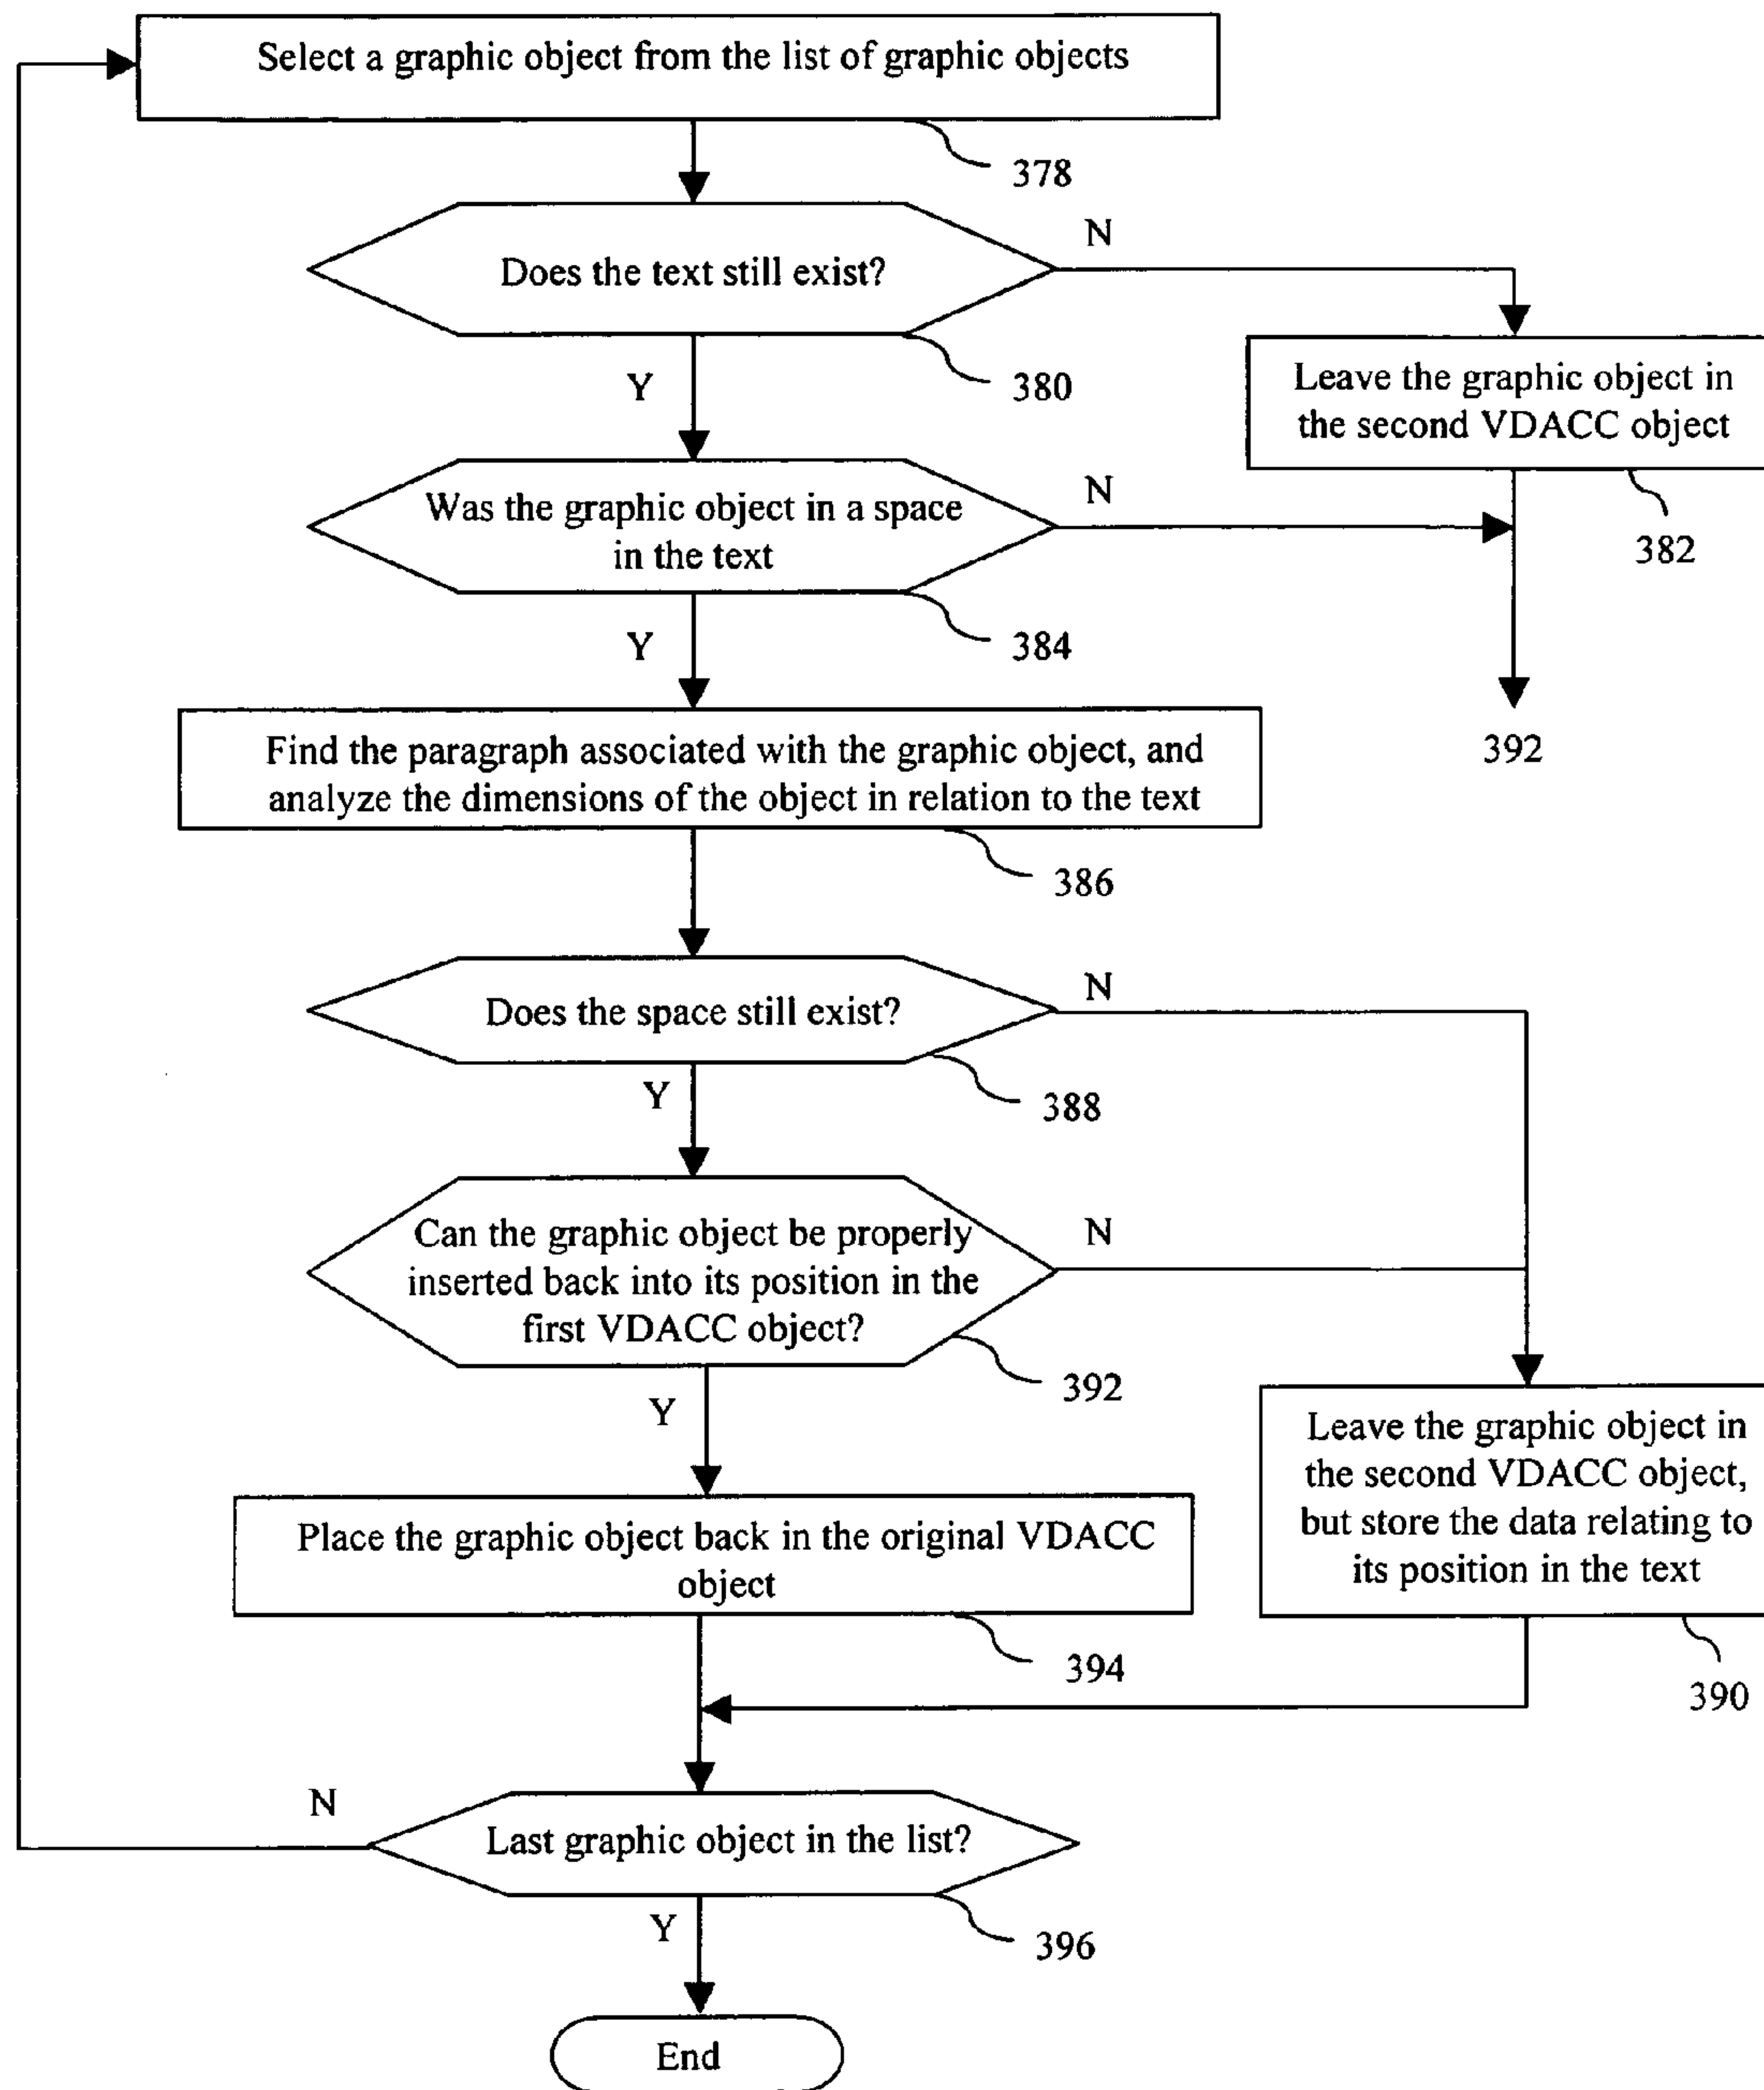 Select a graphic object from the list of graphic objects
378
Does the text still exist?
N
380
Y
Leave the graphic object in
the second VDACC object
382
Was the graphic object in a space
in the text
N
384
Y
392
Find the paragraph associated with the graphic object, and
analyze the dimensions of the object in relation to the text
386
Does the space still exist?
N
388
Y
Can the graphic object be properly
inserted back into its position in the
first VDACC object?
N
392
Y
Leave the graphic object in
the second VDACC object,
but store the data relating to
its position in the text
390
Place the graphic object back in the original VDACC
object
394
N
Last graphic object in the list?
396
Y
End